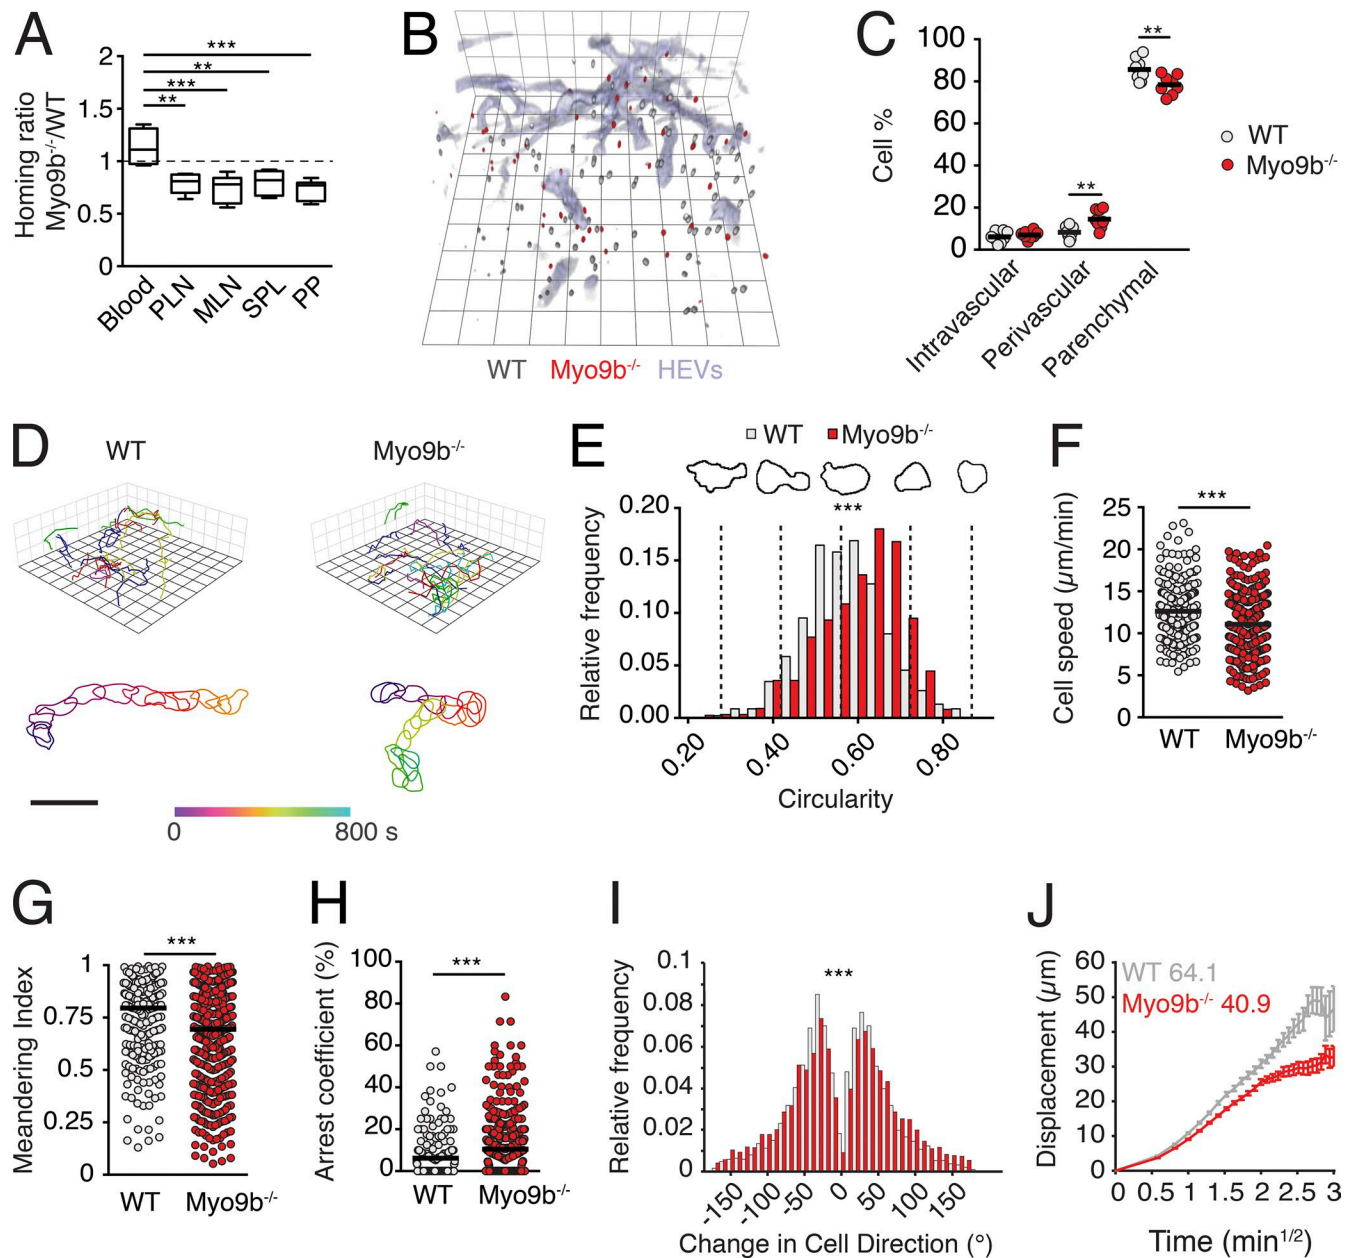 A
Homing ratio
Myo9b-/-/WT
2
1.5
1
0.5
0
***
**
***
**
Blood
PLN
MLN
SPL
PP
B
WT Myo9b-/- HEVs
C
Cell %
100
80
60
40
20
0
**
**
Intravascular
Perivascular
Parenchymal
WT
Myo9b-/-
D
WT
Myo9b-/-
0
800 s
E
WT Myo9b-/-
***
Relative frequency
0.20
0.15
0.10
0.05
0.00
0.20
0.40
0.60
0.80
Circularity
F
***
Cell speed (µm/min)
25
20
15
10
5
0
WT
Myo9b-/-
G
***
Meandering Index
1
0.75
0.5
0.25
0
WT
Myo9b-/-
H
***
Arrest coefficient (%)
100
80
60
40
20
0
WT
Myo9b-/-
I
***
Relative frequency
0.1
0.08
0.06
0.04
0.02
0
-150
-100
-50
0
50
100
150
Change in Cell Direction (°)
J
WT 64.1
Myo9b-/- 40.9
Displacement (µm)
60
50
40
30
20
10
0
0
0.5
1
1.5
2
2.5
3
Time (min1/2)